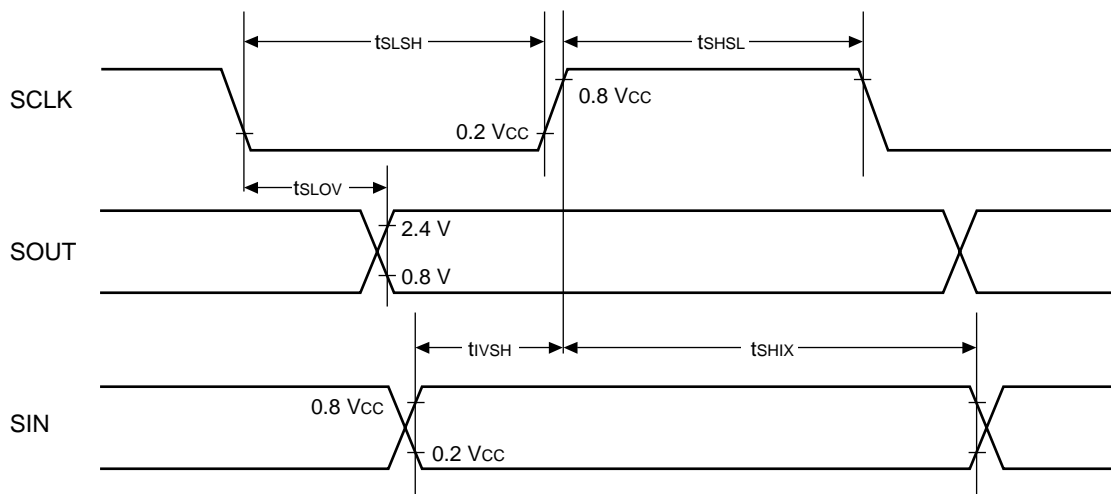 tSLSH
tSHSL
SCLK
0.8 VCC
0.2 VCC
tSLOV
2.4 V
SOUT
0.8 V
tIVSH
tSHIX
0.8 VCC
SIN
0.2 VCC